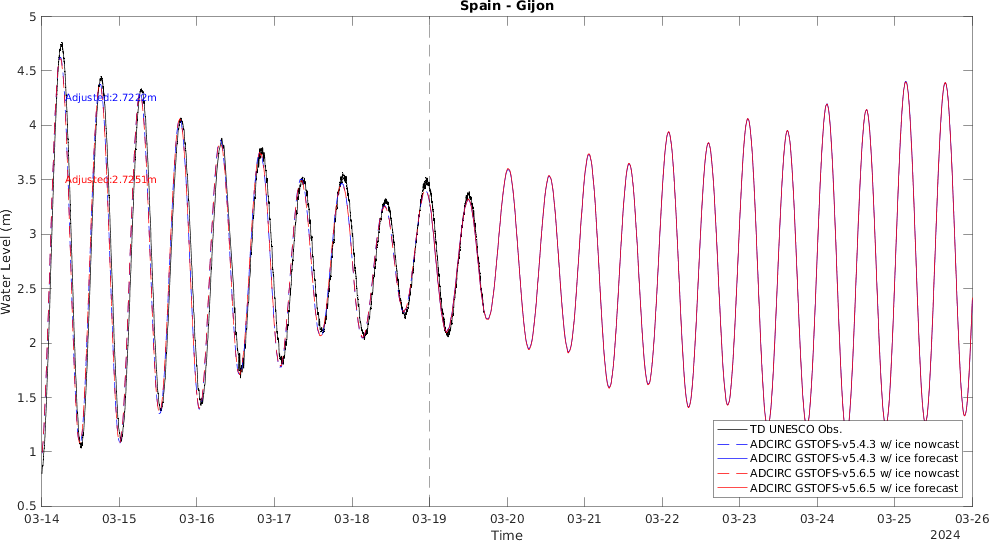 Spain - Gijon
5
4.5
4
3.5
3
2.5
2
1.5
1
0.5
Water Level (m)
Adjusted:2.7222m
Adjusted:2.7251m
TD UNESCO Obs.
ADCIRC GSTOFS-v5.4.3 w/ ice nowcast
ADCIRC GSTOFS-v5.4.3 w/ ice forecast
ADCIRC GSTOFS-v5.6.5 w/ ice nowcast
ADCIRC GSTOFS-v5.6.5 w/ ice forecast
03-14 03-15 03-16 03-17 03-18 03-19 03-20 03-21 03-22 03-23 03-24 03-25 03-26
Time
2024